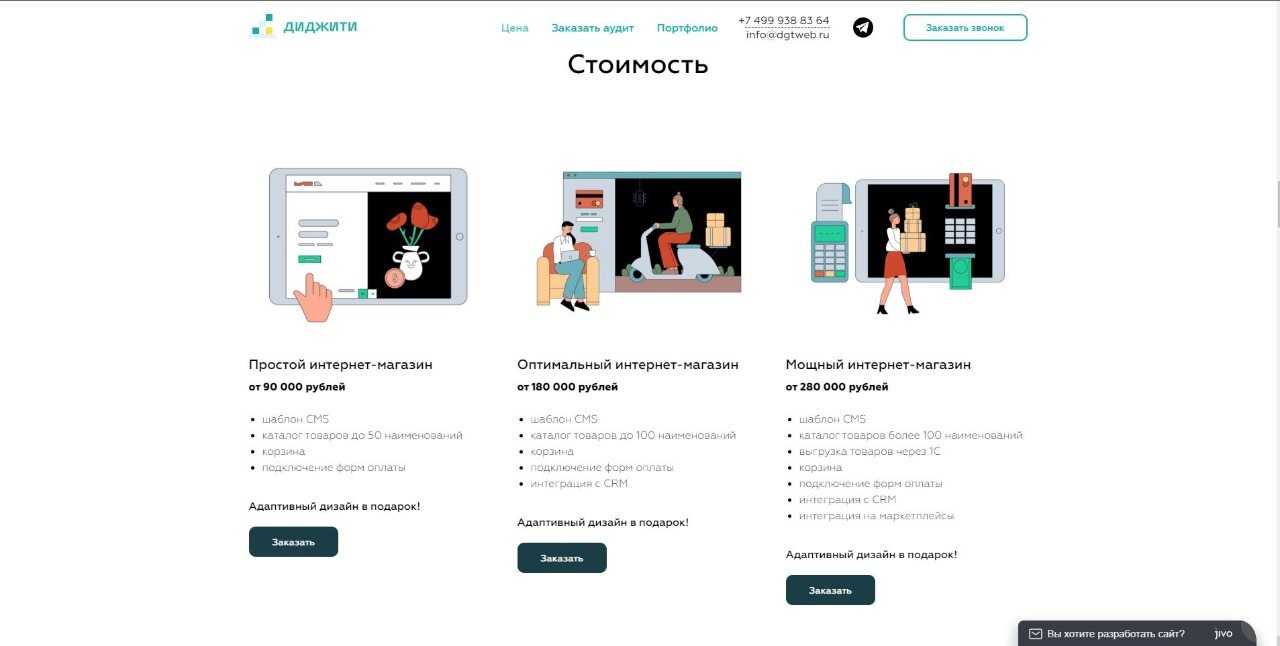 ДИДЖИТИ
Цена
Заказать аудит
Портфолио
+7 499 938 83 64
info@dgtweb.ru
Заказать звонок
Стоимость
Простой интернет-магазин
от 90 000 рублей
шаблон CMS
каталог товаров до 50 наименований
корзина
подключение форм оплаты
Адаптивный дизайн в подарок!
Заказать
Оптимальный интернет-магазин
от 180 000 рублей
шаблон CMS
каталог товаров до 100 наименований
корзина
подключение форм оплаты
интеграция с CRM
Адаптивный дизайн в подарок!
Заказать
Мощный интернет-магазин
от 280 000 рублей
шаблон CMS
каталог товаров более 100 наименований
выгрузка товаров через 1С
корзина
подключение форм оплаты
интеграция с CRM
интеграция на маркетплейсы
Адаптивный дизайн в подарок!
Заказать
Вы хотите разработать сайт?
jivo